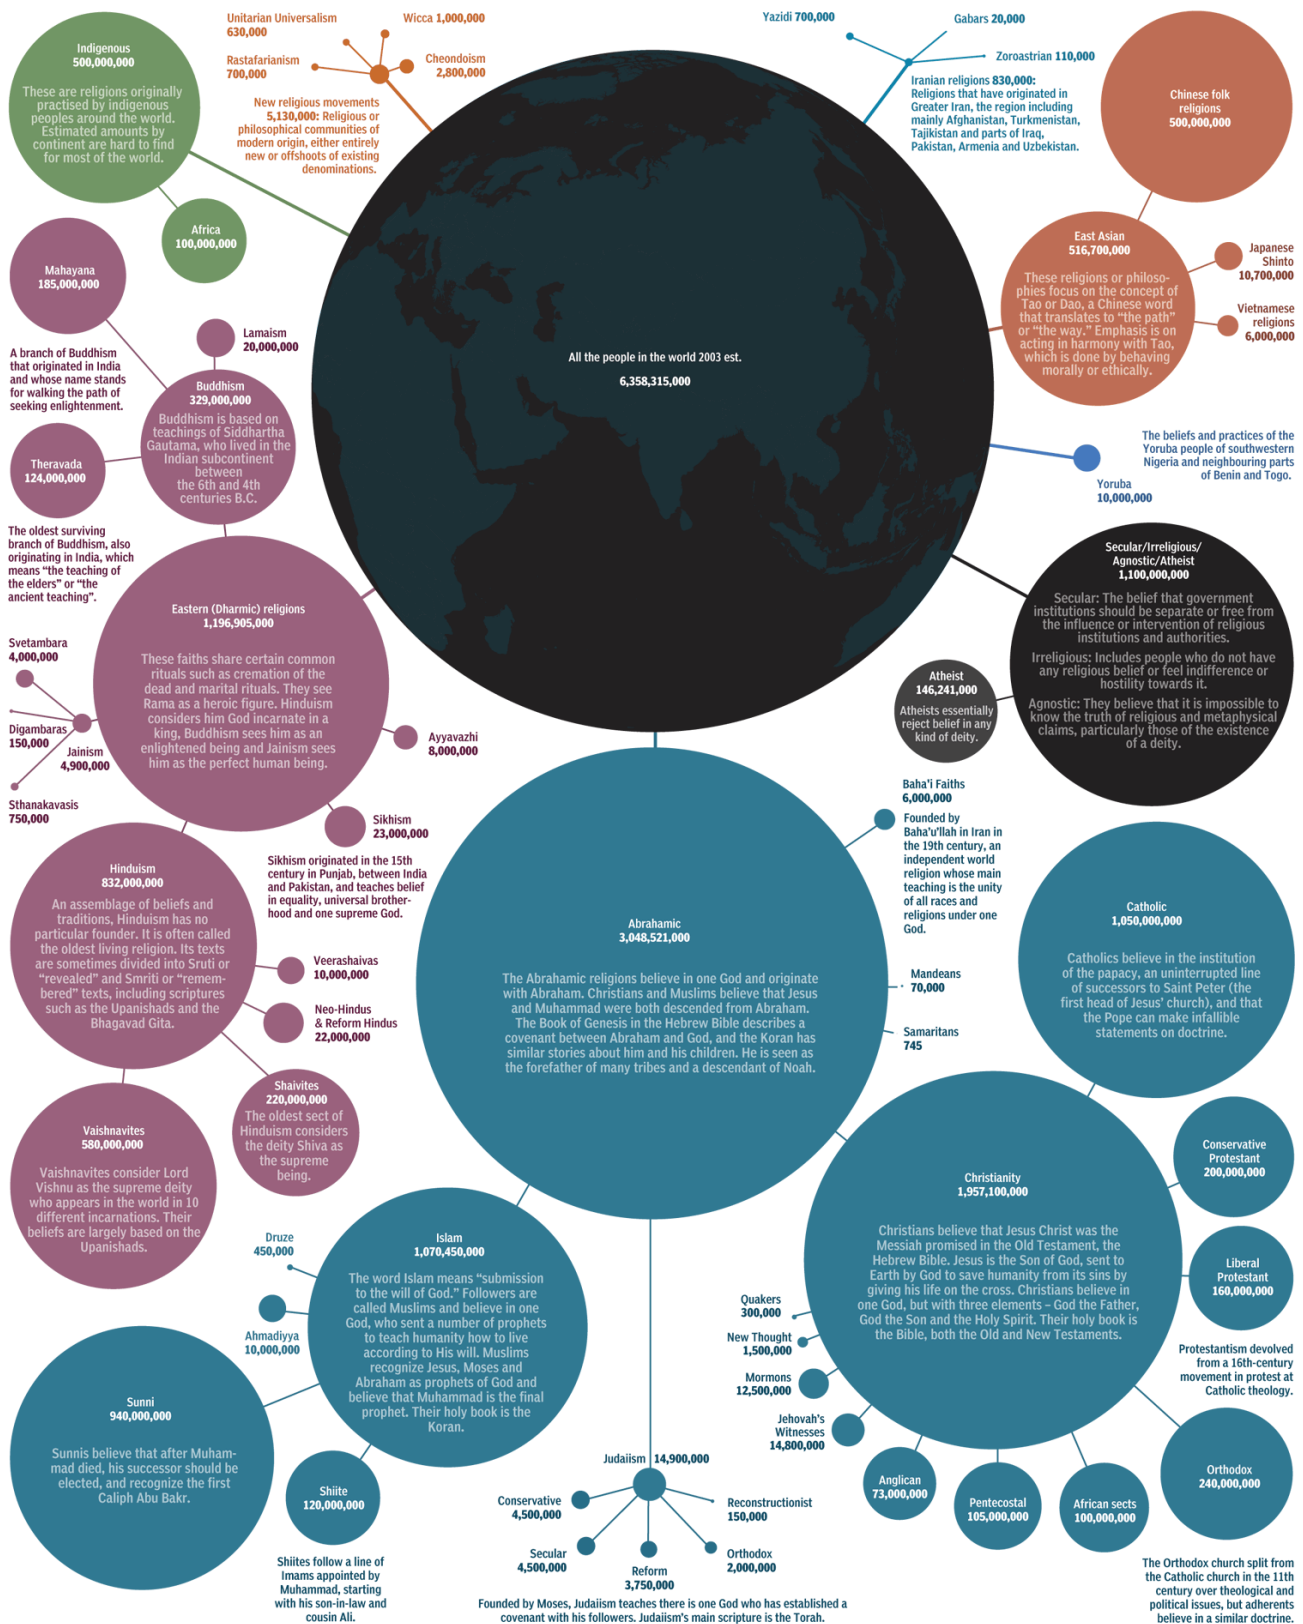 Indigenous
500,000,000
These are religions originally
practised by indigenous
peoples around the world.
Estimated amounts by
continent are hard to find
for most of the world.
Africa
100,000,000
Unitarian Universalism
630,000
Wicca 1,000,000
Rastafarianism
700,000
Cheondoism
2,800,000
New religious movements
5,130,000: Religious or
philosophical communities of
modern origin, either entirely
new or offshoots of existing
denominations.
Yazidi 700,000
Gabars 20,000
Zoroastrian 110,000
Iranian religions 830,000:
Religions that have originated in
Greater Iran, the region including
mainly Afghanistan, Turkmenistan,
Tajikistan and parts of Iraq,
Pakistan, Armenia and Uzbekistan.
Chinese folk
religions
500,000,000
East Asian
516,700,000
These religions or philoso-
phies focus on the concept of
Tao or Dao, a Chinese word
that translates to “the path”
or “the way.” Emphasis is on
acting in harmony with Tao,
which is done by behaving
morally or ethically.
Japanese
Shinto
10,700,000
Vietnamese
religions
6,000,000
All the people in the world 2003 est.
6,358,315,000
Mahayana
185,000,000
A branch of Buddhism
that originated in India
and whose name stands
for walking the path of
seeking enlightenment.
Lamaism
20,000,000
Buddhism
329,000,000
Buddhism is based on
teachings of Siddhartha
Gautama, who lived in the
Indian subcontinent
between
the 6th and 4th
centuries B.C.
Theravada
124,000,000
The oldest surviving
branch of Buddhism, also
originating in India, which
means “the teaching of
the elders” or “the
ancient teaching”.
The beliefs and practices of the
Yoruba people of southwestern
Nigeria and neighbouring parts
of Benin and Togo.
Yoruba
10,000,000
Secular/Irreligious/
Agnostic/Atheist
1,100,000,000
Secular: The belief that government
institutions should be separate or free from
the influence or intervention of religious
institutions and authorities.
Irreligious: Includes people who do not have
any religious belief or feel indifference or
hostility towards it.
Agnostic: They believe that it is impossible to
know the truth of religious and metaphysical
claims, particularly those of the existence
of a deity.
Atheist
146,241,000
Atheists essentially
reject belief in any
kind of deity.
Eastern (Dharmic) religions
1,196,905,000
These faiths share certain common
rituals such as cremation of the
dead and marital rituals. They see
Rama as a heroic figure. Hinduism
considers him God incarnate in a
king, Buddhism sees him as an
enlightened being and Jainism sees
him as the perfect human being.
Svetambara
4,000,000
Digambaras
150,000
Jainism
4,900,000
Sthanakavasis
750,000
Ayyavazhi
8,000,000
Sikhism
23,000,000
Sikhism originated in the 15th
century in Punjab, between India
and Pakistan, and teaches belief
in equality, universal brother-
hood and one supreme God.
Hinduism
832,000,000
An assemblage of beliefs and
traditions, Hinduism has no
particular founder. It is often called
the oldest living religion. Its texts
are sometimes divided into Sruti or
“revealed” and Smriti or “remem-
bered” texts, including scriptures
such as the Upanishads and the
Bhagavad Gita.
Veerashaivas
10,000,000
Neo-Hindus
& Reform Hindus
22,000,000
Shaivites
220,000,000
The oldest sect of
Hinduism considers
the deity Shiva as
the supreme
being.
Vaishnavites
580,000,000
Vaishnavites consider Lord
Vishnu as the supreme deity
who appears in the world in 10
different incarnations. Their
beliefs are largely based on the
Upanishads.
Abrahamic
3,048,521,000
The Abrahamic religions believe in one God and originate
with Abraham. Christians and Muslims believe that Jesus
and Muhammad were both descended from Abraham.
The Book of Genesis in the Hebrew Bible describes a
covenant between Abraham and God, and the Koran has
similar stories about him and his children. He is seen as
the forefather of many tribes and a descendant of Noah.
Baha’i Faiths
6,000,000
Founded by
Baha’u’llah in Iran in
the 19th century, an
independent world
religion whose main
teaching is the unity
of all races and
religions under one
God.
Mandeans
70,000
Samaritans
745
Catholic
1,050,000,000
Catholics believe in the institution
of the papacy, an uninterrupted line
of successors to Saint Peter (the
first head of Jesus’ church), and that
the Pope can make infallible
statements on doctrine.
Christianity
1,957,100,000
Christians believe that Jesus Christ was the
Messiah promised in the Old Testament, the
Hebrew Bible. Jesus is the Son of God, sent to
Earth by God to save humanity from its sins by
giving his life on the cross. Christians believe in
one God, but with three elements – God the Father,
God the Son and the Holy Spirit. Their holy book is
the Bible, both the Old and New Testaments.
Conservative
Protestant
200,000,000
Liberal
Protestant
160,000,000
Protestantism devolved
from a 16th-century
movement in protest at
Catholic theology.
Quakers
300,000
New Thought
1,500,000
Mormons
12,500,000
Jehovah’s
Witnesses
14,800,000
Anglican
73,000,000
Pentecostal
105,000,000
African sects
100,000,000
Orthodox
240,000,000
The Orthodox church split from
the Catholic church in the 11th
century over theological and
political issues, but adherents
believe in a similar doctrine.
Islam
1,070,450,000
The word Islam means “submission
to the will of God.” Followers are
called Muslims and believe in one
God, who sent a number of prophets
to teach humanity how to live
according to His will. Muslims
recognize Jesus, Moses and
Abraham as prophets of God and
believe that Muhammad is the final
prophet. Their holy book is the
Koran.
Druze
450,000
Ahmadiyya
10,000,000
Sunni
940,000,000
Sunnis believe that after Muham-
mad died, his successor should be
elected, and recognize the first
Caliph Abu Bakr.
Shiite
120,000,000
Shiites follow a line of
Imams appointed by
Muhammad, starting
with his son-in-law and
cousin Ali.
Judaiism 14,900,000
Conservative
4,500,000
Secular
4,500,000
Reform
3,750,000
Reconstructionist
150,000
Orthodox
2,000,000
Founded by Moses, Judaiism teaches there is one God who has established a
covenant with his followers. Judaiism’s main scripture is the Torah.